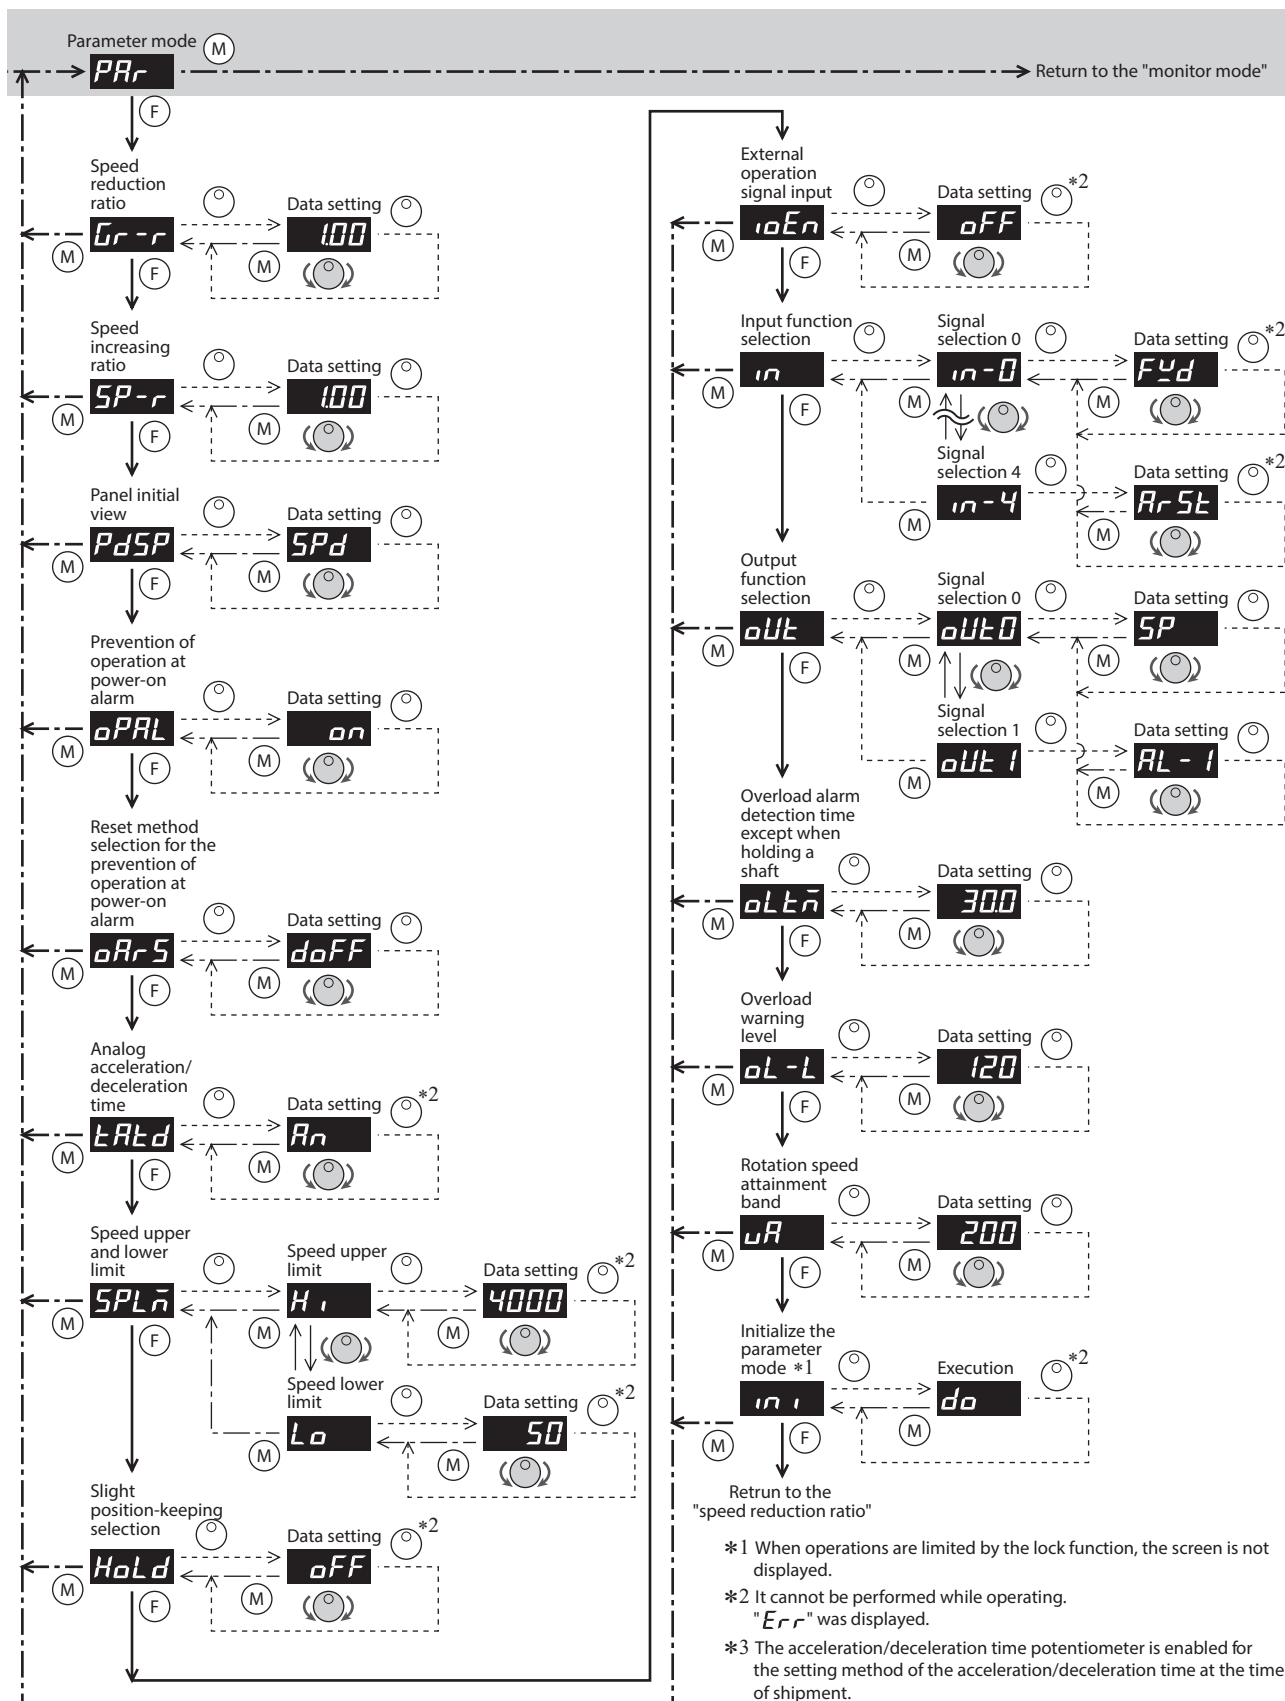 Parameter mode
M
PAr
Return to the "monitor mode"
F
Speed
reduction
ratio
Gr-r
Data setting
1.00
M
M
F
Speed
increasing
ratio
SP-r
Data setting
1.00
M
M
F
Panel initial
view
PdSP
Data setting
SPd
M
M
F
Prevention of
operation at
power-on
alarm
oPAL
Data setting
on
M
M
F
Reset method
selection for the
prevention of
operation at
power-on
alarm
oArS
Data setting
doFF
M
M
F
Analog
acceleration/
deceleration
time
tAtd
Data setting
*2
An
M
M
F
Speed upper
and lower
limit
SPLm
Speed upper
limit
Hi
Data setting
*2
4000
M
M
M
F
Speed lower
limit
Lo
Data setting
*2
50
M
M
Slight
position-keeping
selection
HoLd
Data setting
*2
oFF
M
M
F
External
operation
signal input
ioEn
Data setting
*2
oFF
M
M
F
Input function
selection
in
Signal
selection 0
in-0
Data setting
*2
Fwd
M
M
M
F
Signal
selection 4
in-4
Data setting
*2
ArSt
M
M
Output
function
selection
oUt
Signal
selection 0
oUt0
Data setting
SP
M
M
M
F
Signal
selection 1
oUt1
Data setting
AL-1
M
M
Overload alarm
detection time
except when
holding a
shaft
oLtm
Data setting
30.0
M
M
F
Overload
warning
level
oL-L
Data setting
120
M
M
F
Rotation speed
attainment
band
vA
Data setting
200
M
M
F
Initialize the
parameter
mode *1
ini
Execution
*2
do
M
M
F
Retrun to the
"speed reduction ratio"
*1 When operations are limited by the lock function, the screen is not
displayed.
*2 It cannot be performed while operating.
"Err" was displayed.
*3 The acceleration/deceleration time potentiometer is enabled for
the setting method of the acceleration/deceleration time at the time
of shipment.